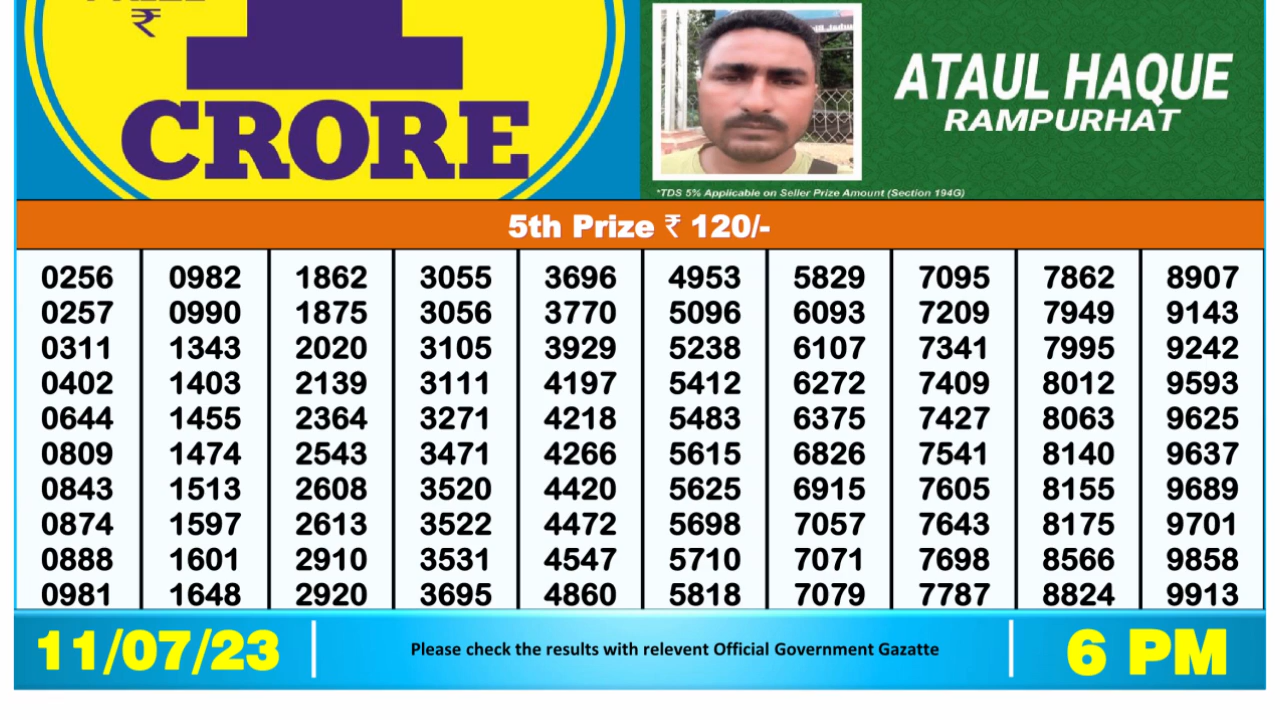 ₹
1
CRORE
ATAUL HAQUE
RAMPURHAT
*TDS 5% Applicable on Seller Prize Amount (Section 194G)
5th Prize ₹ 120/-
0256 0982 1862 3055 3696 4953 5829 7095 7862 8907
0257 0990 1875 3056 3770 5096 6093 7209 7949 9143
0311 1343 2020 3105 3929 5238 6107 7341 7995 9242
0402 1403 2139 3111 4197 5412 6272 7409 8012 9593
0644 1455 2364 3271 4218 5483 6375 7427 8063 9625
0809 1474 2543 3471 4266 5615 6826 7541 8140 9637
0843 1513 2608 3520 4420 5625 6915 7605 8155 9689
0874 1597 2613 3522 4472 5698 7057 7643 8175 9701
0888 1601 2910 3531 4547 5710 7071 7698 8566 9858
0981 1648 2920 3695 4860 5818 7079 7787 8824 9913
11/07/23 Please check the results with relevent Official Government Gazatte 6 PM